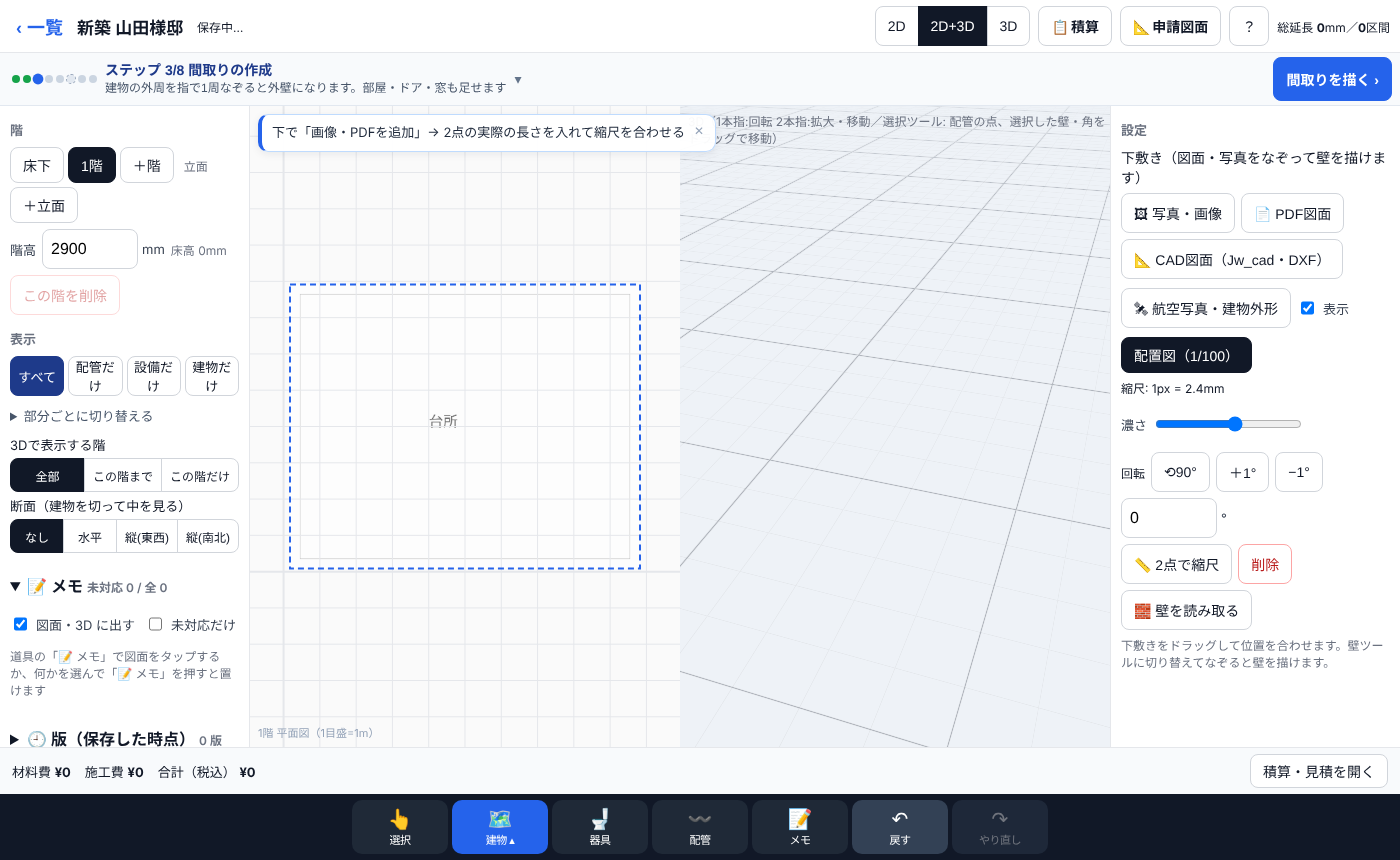 ‹ 一覧 新築 山田様邸 保存中...
2D 2D+3D 3D 📋積算 📐申請図面 ? 総延長 0mm／0区間
ステップ 3/8 間取りの作成
建物の外周を指で1周なぞると外壁になります。部屋・ドア・窓も足せます ▼
間取りを描く ›
階
床下 1階 ＋階 立面
＋立面
階高 2900 mm 床高 0mm
この階を削除
表示
すべて 配管だけ 設備だけ 建物だけ
▶ 部分ごとに切り替える
3Dで表示する階
全部 この階まで この階だけ
断面（建物を切って中を見る）
なし 水平 縦(東西) 縦(南北)
▼ 📝 メモ 未対応 0 / 全 0
図面・3D に出す 未対応だけ
道具の「📝 メモ」で図面をタップする
か、何かを選んで「📝 メモ」を押すと置
けます
▶ 🕘 版（保存した時点） 0 版
下で「画像・PDFを追加」→ 2点の実際の長さを入れて縮尺を合わせる ×
台所
1階 平面図（1目盛=1m）
1本指:回転 2本指:拡大・移動／選択ツール: 配管の点、選択した壁・角を
ッグで移動）
設定
下敷き（図面・写真をなぞって壁を描けま
す）
🖼 写真・画像 📄 PDF図面
📐 CAD図面（Jw_cad・DXF）
🛰 航空写真・建物外形 表示
配置図（1/100）
縮尺: 1px = 2.4mm
濃さ
回転 ⟲90° ＋1° −1°
0 °
📏 2点で縮尺 削除
🧱 壁を読み取る
下敷きをドラッグして位置を合わせます。壁ツー
ルに切り替えてなぞると壁を描けます。
材料費 ¥0 施工費 ¥0 合計（税込） ¥0
積算・見積を開く
選択 建物▲ 器具 配管 メモ 戻す やり直し